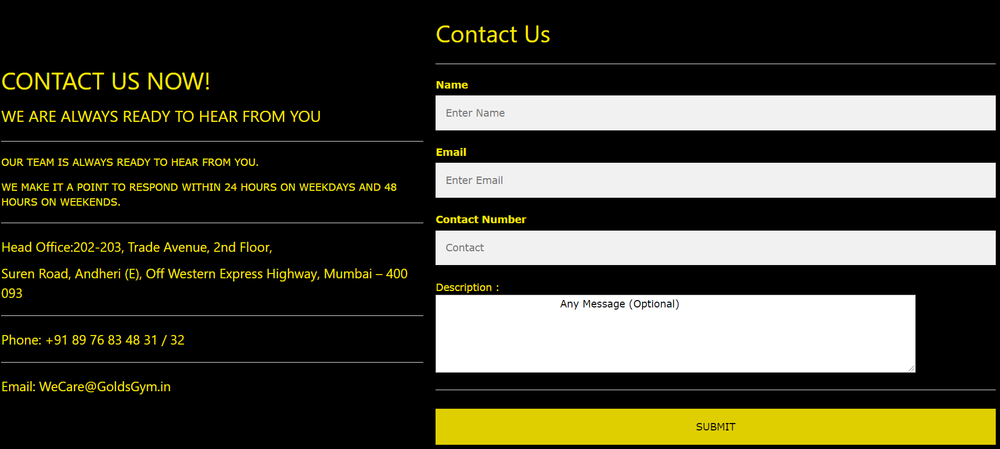 CONTACT US NOW!
WE ARE ALWAYS READY TO HEAR FROM YOU
OUR TEAM IS ALWAYS READY TO HEAR FROM YOU.
WE MAKE IT A POINT TO RESPOND WITHIN 24 HOURS ON WEEKDAYS AND 48
HOURS ON WEEKENDS.
Head Office:202-203, Trade Avenue, 2nd Floor,
Suren Road, Andheri (E), Off Western Express Highway, Mumbai – 400
093
Phone: +91 89 76 83 48 31 / 32
Email: WeCare@GoldsGym.in
Contact Us
Name
Enter Name
Email
Enter Email
Contact Number
Contact
Description :
Any Message (Optional)
SUBMIT